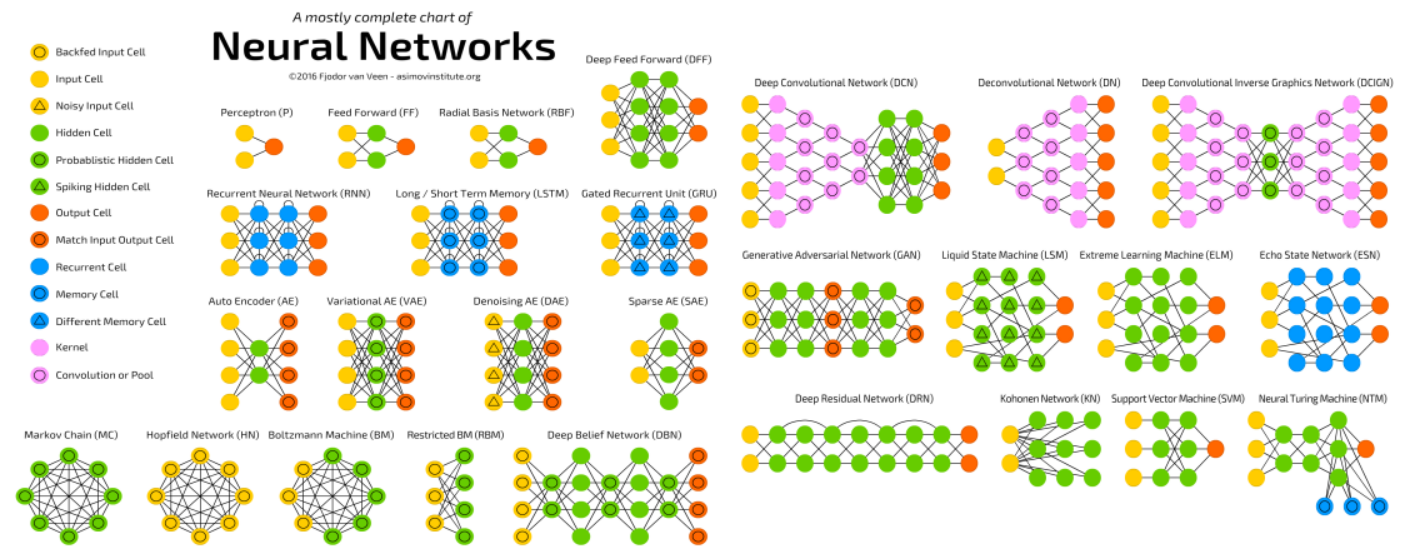 A mostly complete chart of
Neural Networks
©2016 Fjodor van Veen - asimovinstitute.org
Backfed Input Cell
Input Cell
Noisy Input Cell
Hidden Cell
Probablistic Hidden Cell
Spiking Hidden Cell
Output Cell
Match Input Output Cell
Recurrent Cell
Memory Cell
Different Memory Cell
Kernel
Convolution or Pool
Perceptron (P)
Feed Forward (FF)
Radial Basis Network (RBF)
Deep Feed Forward (DFF)
Recurrent Neural Network (RNN)
Long / Short Term Memory (LSTM)
Gated Recurrent Unit (GRU)
Auto Encoder (AE)
Variational AE (VAE)
Denoising AE (DAE)
Sparse AE (SAE)
Markov Chain (MC)
Hopfield Network (HN)
Boltzmann Machine (BM)
Restricted BM (RBM)
Deep Belief Network (DBN)
Deep Convolutional Network (DCN)
Deconvolutional Network (DN)
Deep Convolutional Inverse Graphics Network (DCIGN)
Generative Adversarial Network (GAN)
Liquid State Machine (LSM)
Extreme Learning Machine (ELM)
Echo State Network (ESN)
Deep Residual Network (DRN)
Kohonen Network (KN)
Support Vector Machine (SVM)
Neural Turing Machine (NTM)